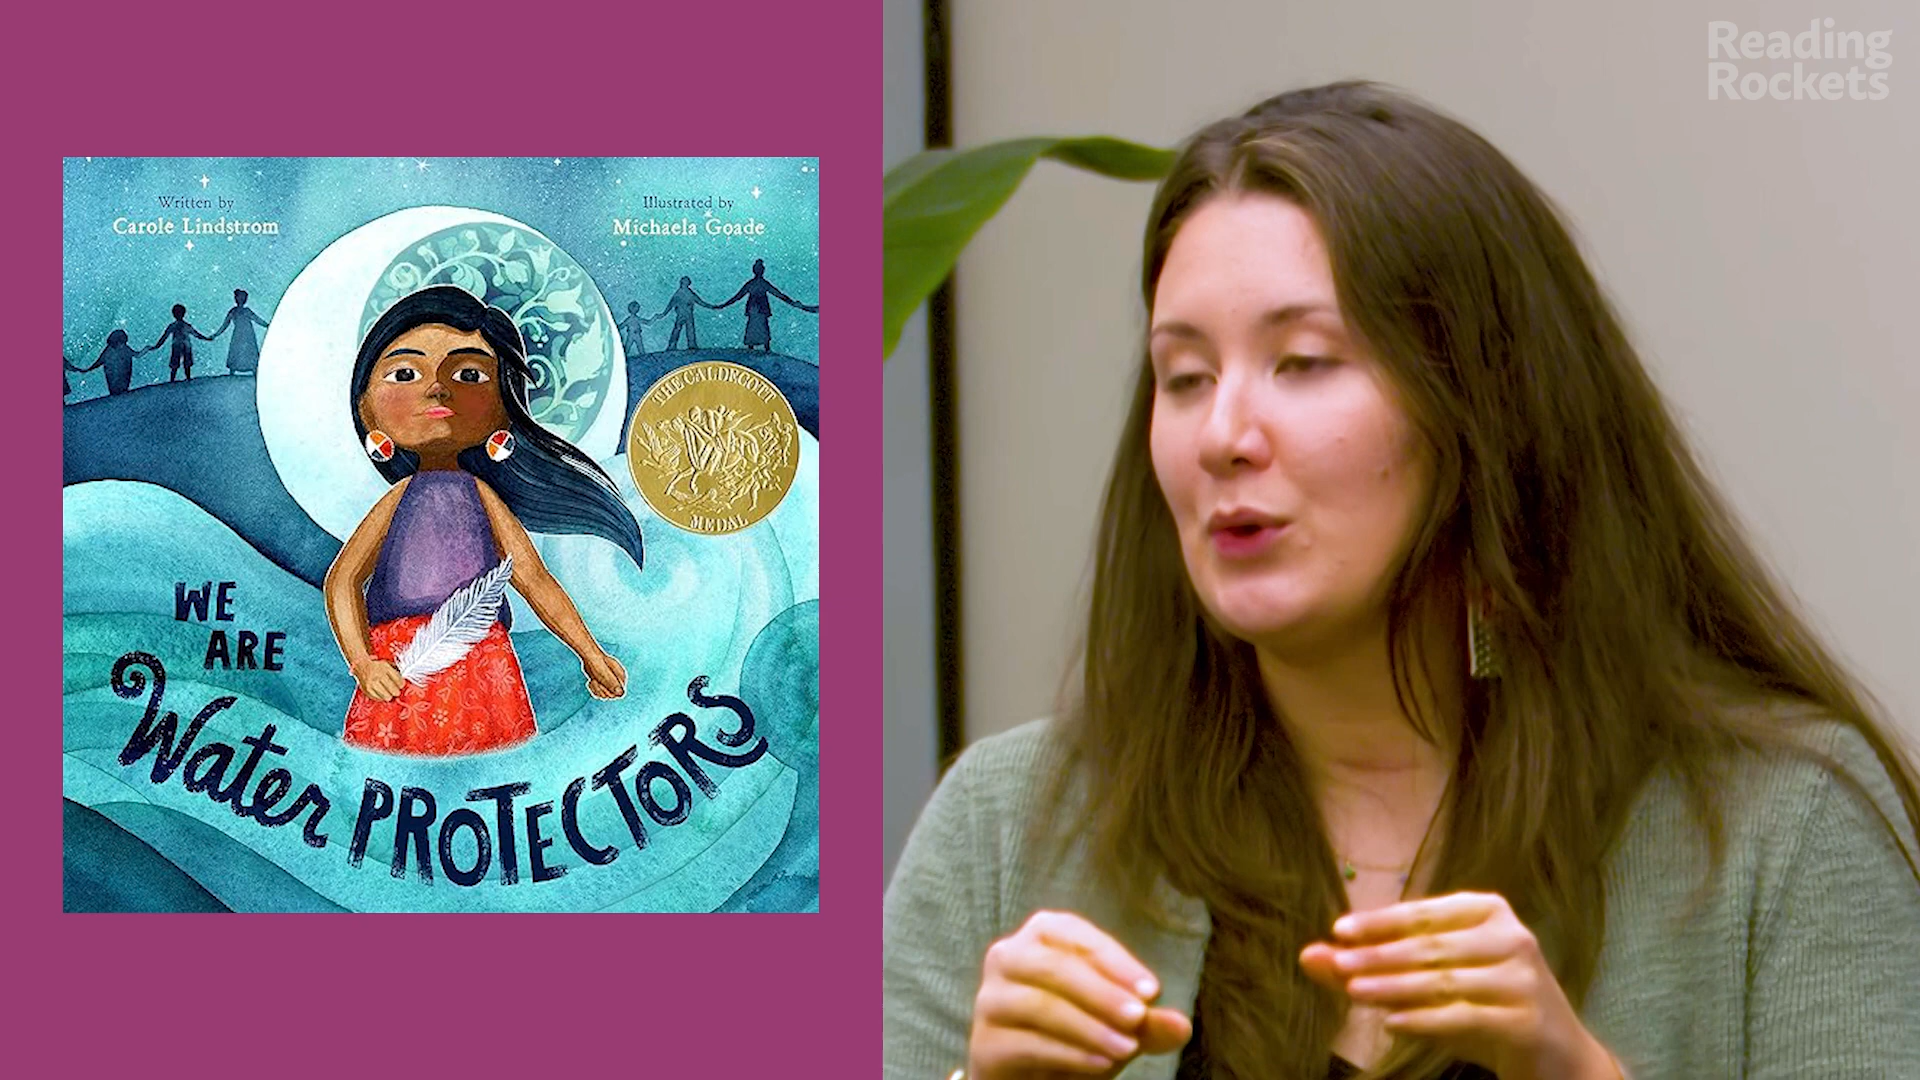 Written by
Carole Lindstrom
Illustrated by
Michaela Goade
THE CALDECOTT
MEDAL
WE
ARE
Water PROTECTORS
Reading
Rockets